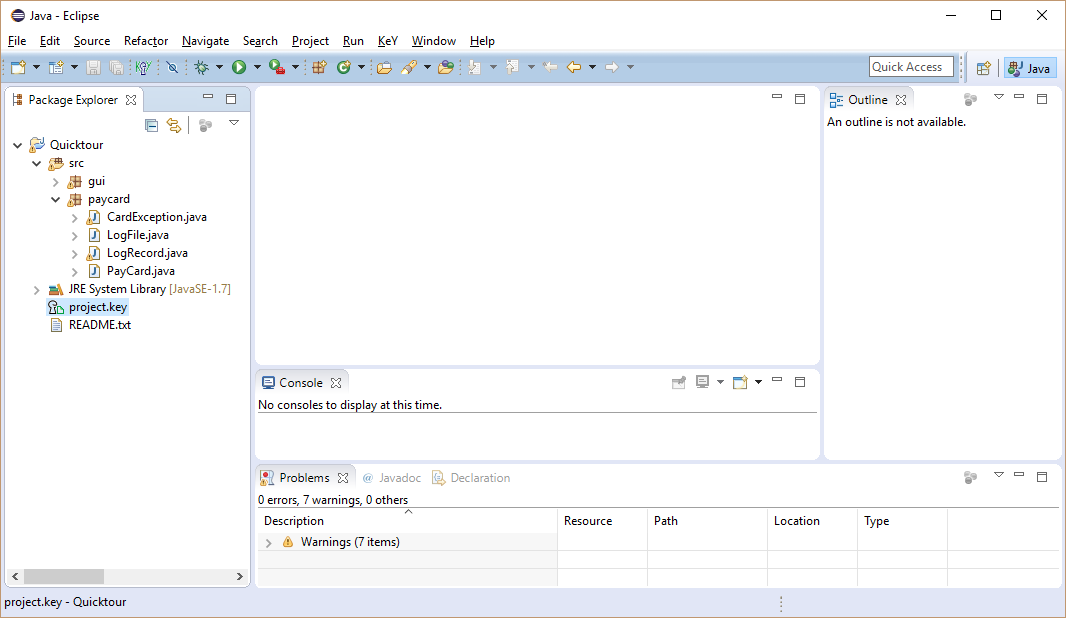 Java - Eclipse
File Edit Source Refactor Navigate Search Project Run KeY Window Help
Quick Access
Java
Package Explorer
Quicktour
src
gui
paycard
CardException.java
LogFile.java
LogRecord.java
PayCard.java
JRE System Library [JavaSE-1.7]
project.key
README.txt
Outline
An outline is not available.
Console
No consoles to display at this time.
Problems @ Javadoc Declaration
0 errors, 7 warnings, 0 others
Description Resource Path Location Type
Warnings (7 items)
project.key - Quicktour